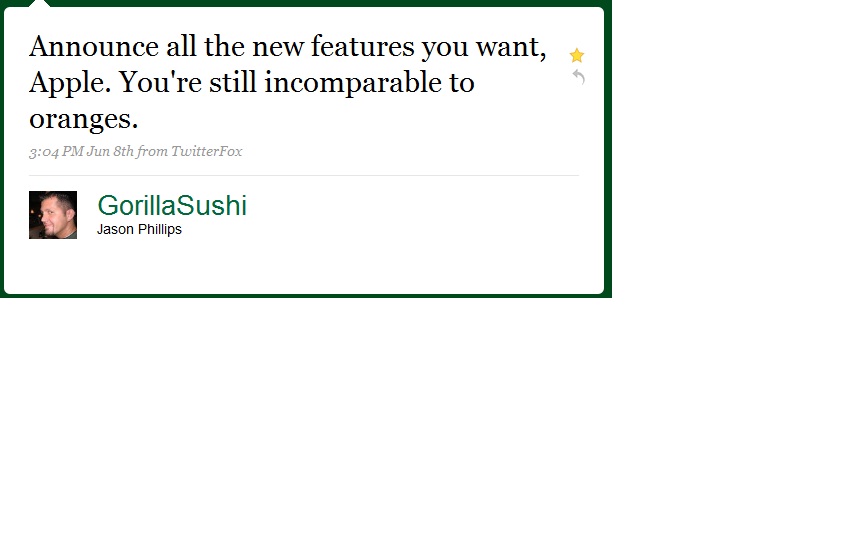 Announce all the new features you want,
Apple. You're still incomparable to
oranges.
3:04 PM Jun 8th from TwitterFox
GorillaSushi
Jason Phillips